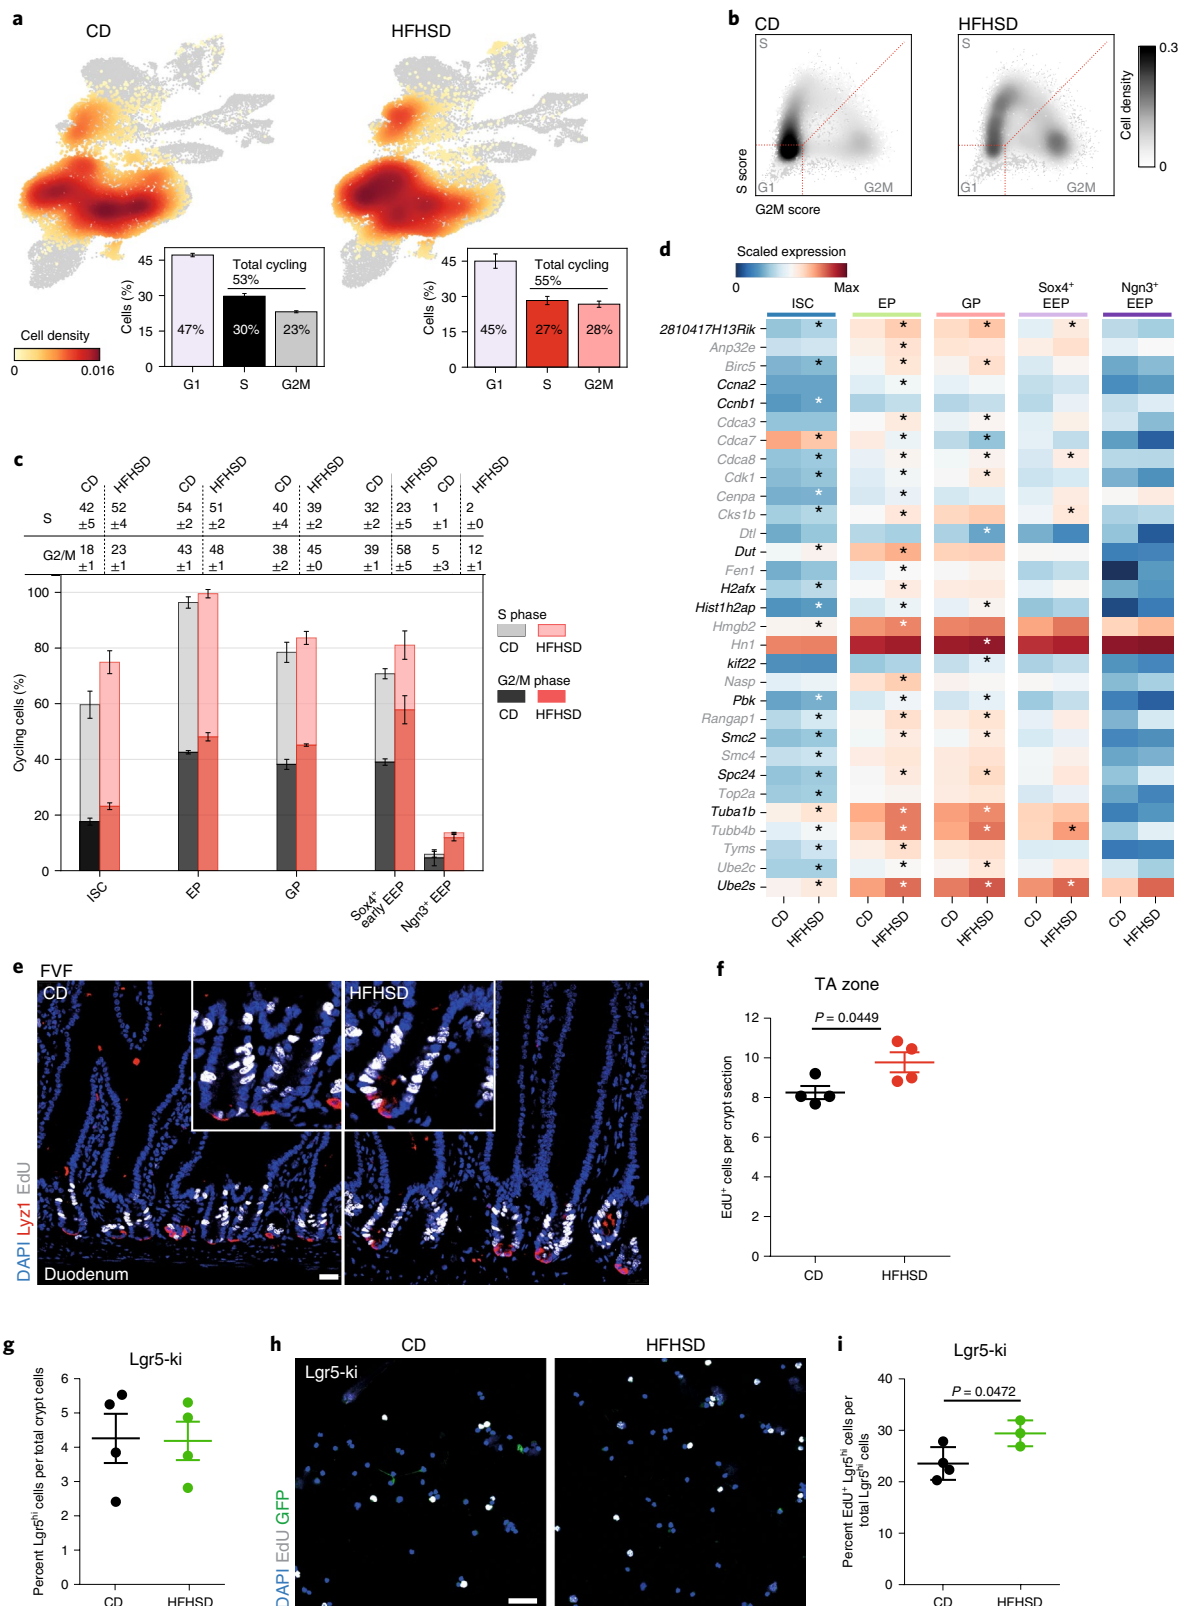 a
CD
HFHSD
Cell density
0
0.016
Cells (%)
45
30
15
0
Total cycling
53%
47%
30%
23%
G1
S
G2M
Cells (%)
45
30
15
0
Total cycling
55%
45%
27%
28%
G1
S
G2M
b
CD
HFHSD
S
G1
G2M
S score
G2M score
S
G1
G2M
0.3
0
Cell density
c
CD
HFHSD
CD
HFHSD
CD
HFHSD
CD
HFHSD
CD
HFHSD
S
42 52 54 51 40 39 32 23 1 2
±5 ±4 ±2 ±2 ±4 ±2 ±2 ±5 ±1 ±0
G2/M
18 23 43 48 38 45 39 58 5 12
±1 ±1 ±1 ±1 ±2 ±0 ±1 ±5 ±3 ±1
Cycling cells (%)
100
80
60
40
20
0
ISC
EP
GP
Sox4+
early EEP
Ngn3+ EEP
S phase
CD HFHSD
G2/M phase
CD HFHSD
d
Scaled expression
0 Max
ISC
EP
GP
Sox4+
EEP
Ngn3+
EEP
2810417H13Rik
Anp32e
Birc5
Ccna2
Ccnb1
Cdca3
Cdca7
Cdca8
Cdk1
Cenpa
Cks1b
Dtl
Dut
Fen1
H2afx
Hist1h2ap
Hmgb2
Hn1
kif22
Nasp
Pbk
Rangap1
Smc2
Smc4
Spc24
Top2a
Tuba1b
Tubb4b
Tyms
Ube2c
Ube2s
CD
HFHSD
CD
HFHSD
CD
HFHSD
CD
HFHSD
CD
HFHSD
e
FVF
CD
HFHSD
DAPI Lyz1 EdU
Duodenum
f
TA zone
P = 0.0449
EdU+ cells per crypt section
12
10
8
6
4
2
0
CD
HFHSD
g
Lgr5-ki
Percent Lgr5hi cells per total crypt cells
6
5
4
3
2
1
0
CD
HFHSD
h
CD
HFHSD
Lgr5-ki
DAPI EdU GFP
i
Lgr5-ki
P = 0.0472
Percent EdU+ Lgr5hi cells per
total Lgr5hi cells
40
30
20
10
0
CD
HFHSD